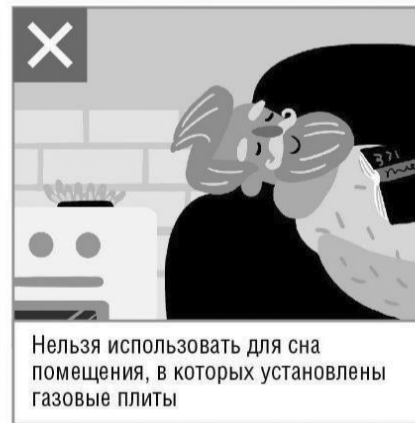 Нельзя использовать для сна
помещения, в которых установлены
газовые плиты